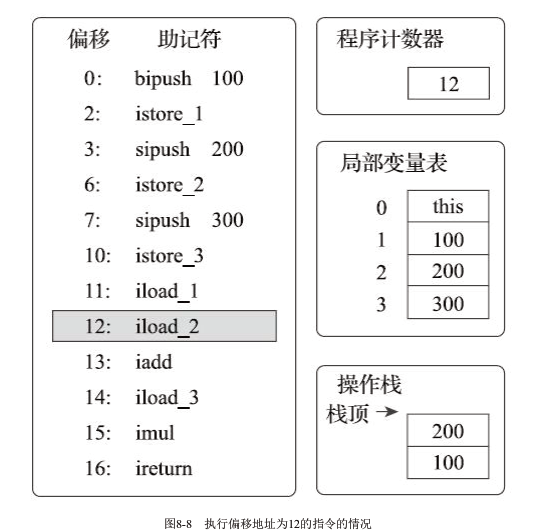 偏移 助记符
0: bipush 100
2: istore_1
3: sipush 200
6: istore_2
7: sipush 300
10: istore_3
11: iload_1
12: iload_2
13: iadd
14: iload_3
15: imul
16: ireturn
程序计数器
12
局部变量表
0 this
1 100
2 200
3 300
操作栈
栈顶
200
100
图8-8 执行偏移地址为12的指令的情况